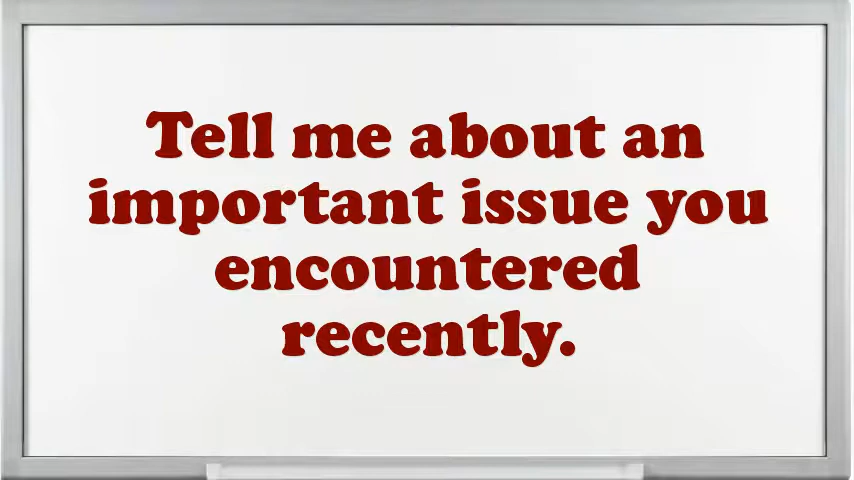 Tell me about an
important issue you
encountered
recently.